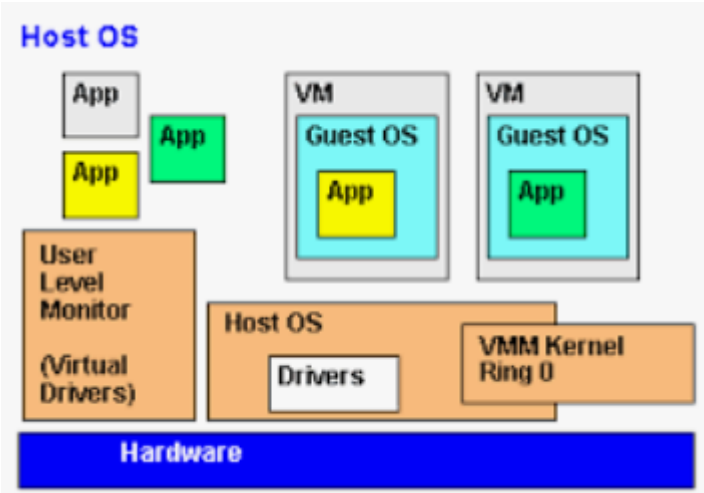 Host OS
App
App
App
VM
Guest OS
App
VM
Guest OS
App
User
Level
Monitor
(Virtual
Drivers)
Host OS
Drivers
VMM Kernel
Ring 0
Hardware